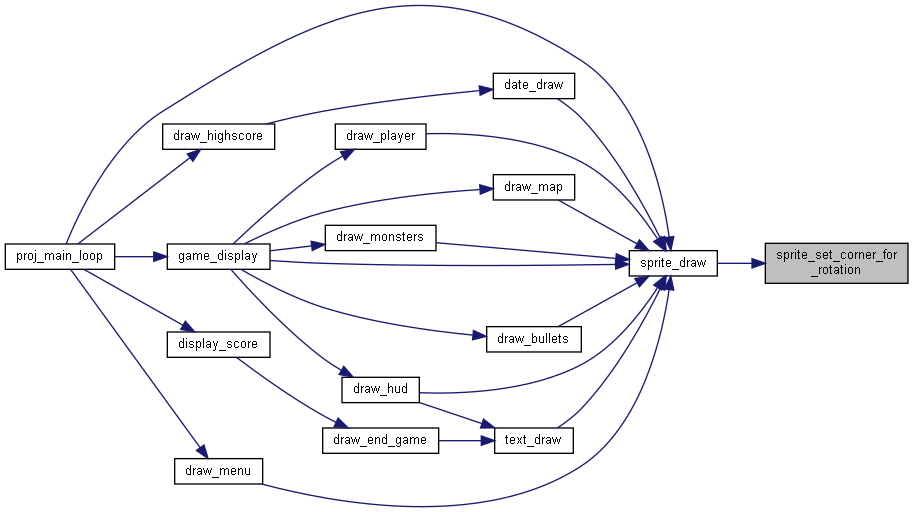 date_draw
draw_highscore
draw_player
draw_map
draw_monsters
proj_main_loop
game_display
sprite_draw
sprite_set_corner_for
_rotation
draw_bullets
display_score
draw_hud
draw_end_game
text_draw
draw_menu